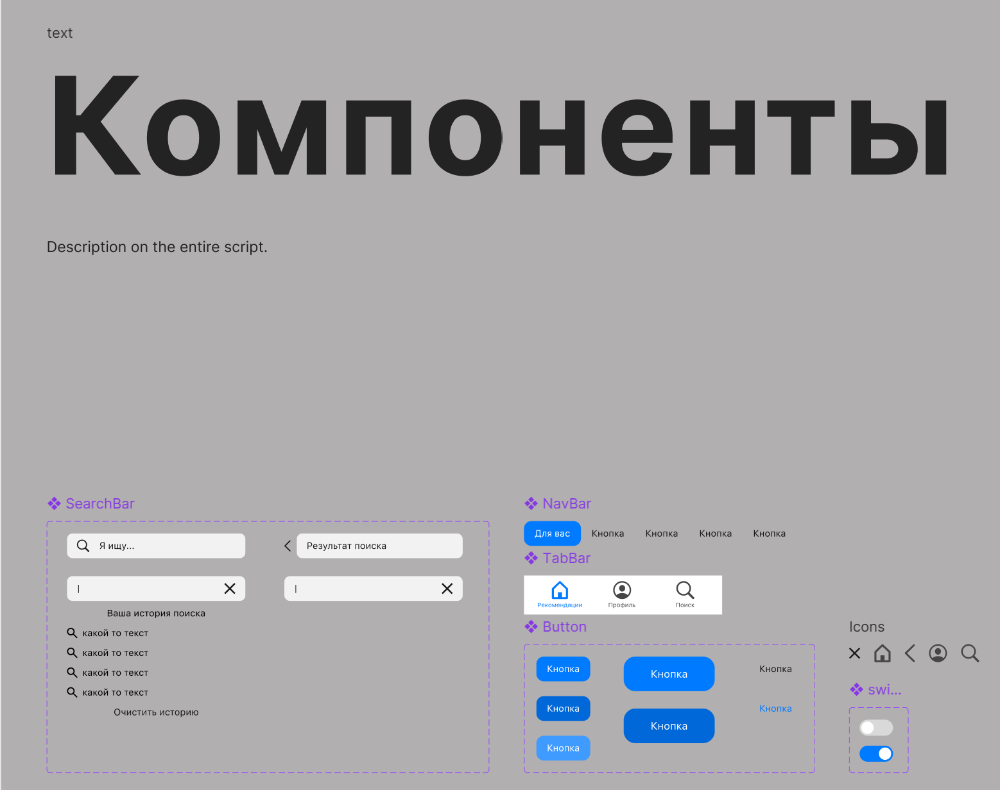 text
Компоненты
Description on the entire script.
SearchBar
Я ищу...
Результат поиска
Ваша история поиска
какой то текст
какой то текст
какой то текст
какой то текст
Очистить историю
NavBar
Для вас Кнопка Кнопка Кнопка Кнопка
TabBar
Рекомендации Профиль Поиск
Button
Кнопка Кнопка Кнопка
Кнопка Кнопка Кнопка
Кнопка
Icons
swi...